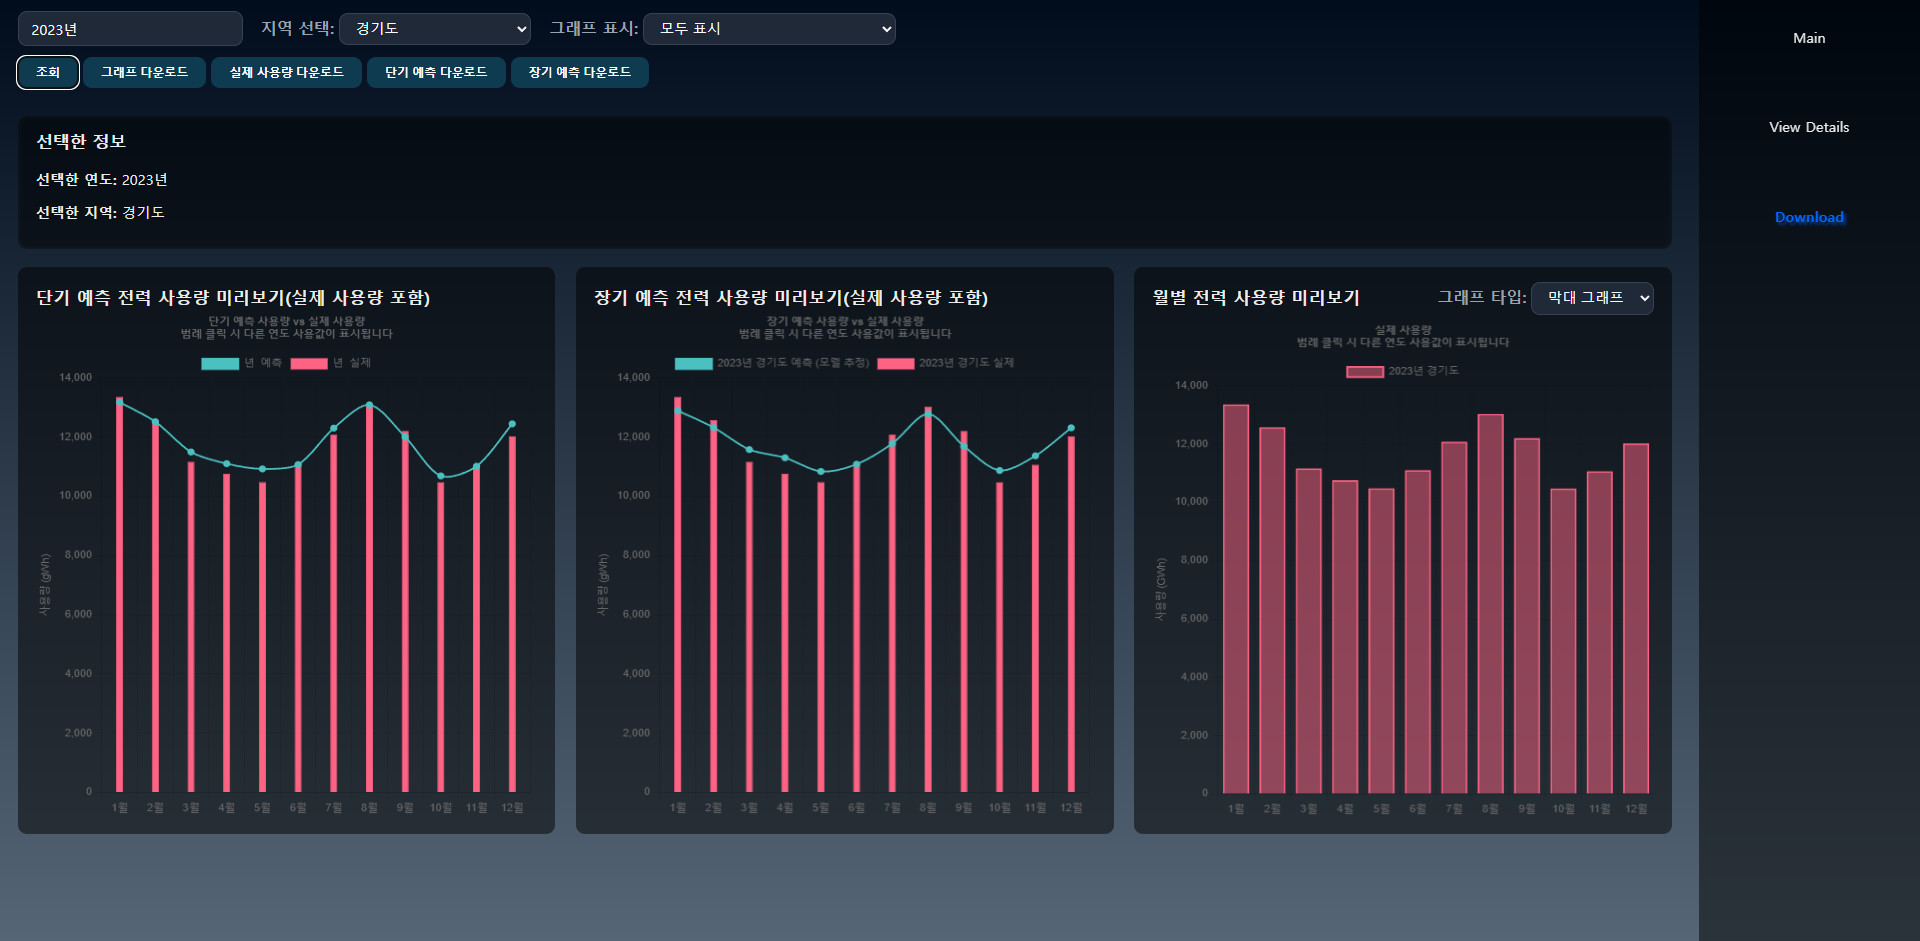 2023년 지역 선택: 경기도 그래프 표시: 모두 표시
조회 그래프 다운로드 실제 사용량 다운로드 단기 예측 다운로드 장기 예측 다운로드
선택한 정보
선택한 연도: 2023년
선택한 지역: 경기도
단기 예측 전력 사용량 미리보기(실제 사용량 포함)
단기 예측 사용량 vs 실제 사용량
범례 클릭 시 다른 연도 사용값이 표시됩니다
년 예측 년 실제
14,000
12,000
10,000
8,000
6,000
4,000
2,000
0
사용량 (gWh)
1월 2월 3월 4월 5월 6월 7월 8월 9월 10월 11월 12월
장기 예측 전력 사용량 미리보기(실제 사용량 포함)
장기 예측 사용량 vs 실제 사용량
범례 클릭 시 다른 연도 사용값이 표시됩니다
2023년 경기도 예측 (모델 추정) 2023년 경기도 실제
14,000
12,000
10,000
8,000
6,000
4,000
2,000
0
사용량 (gWh)
1월 2월 3월 4월 5월 6월 7월 8월 9월 10월 11월 12월
월별 전력 사용량 미리보기 그래프 타입: 막대 그래프
실제 사용량
범례 클릭 시 다른 연도 사용값이 표시됩니다
2023년 경기도
14,000
12,000
10,000
8,000
6,000
4,000
2,000
0
사용량 (GWh)
1월 2월 3월 4월 5월 6월 7월 8월 9월 10월 11월 12월
Main
View Details
Download